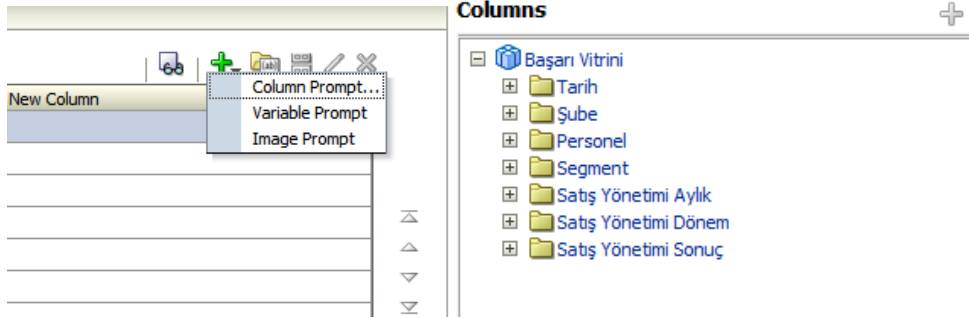 Columns
New Column
Column Prompt...
Variable Prompt
Image Prompt
Başarı Vitrini
Tarih
Şube
Personel
Segment
Satış Yönetimi Aylık
Satış Yönetimi Dönem
Satış Yönetimi Sonuç